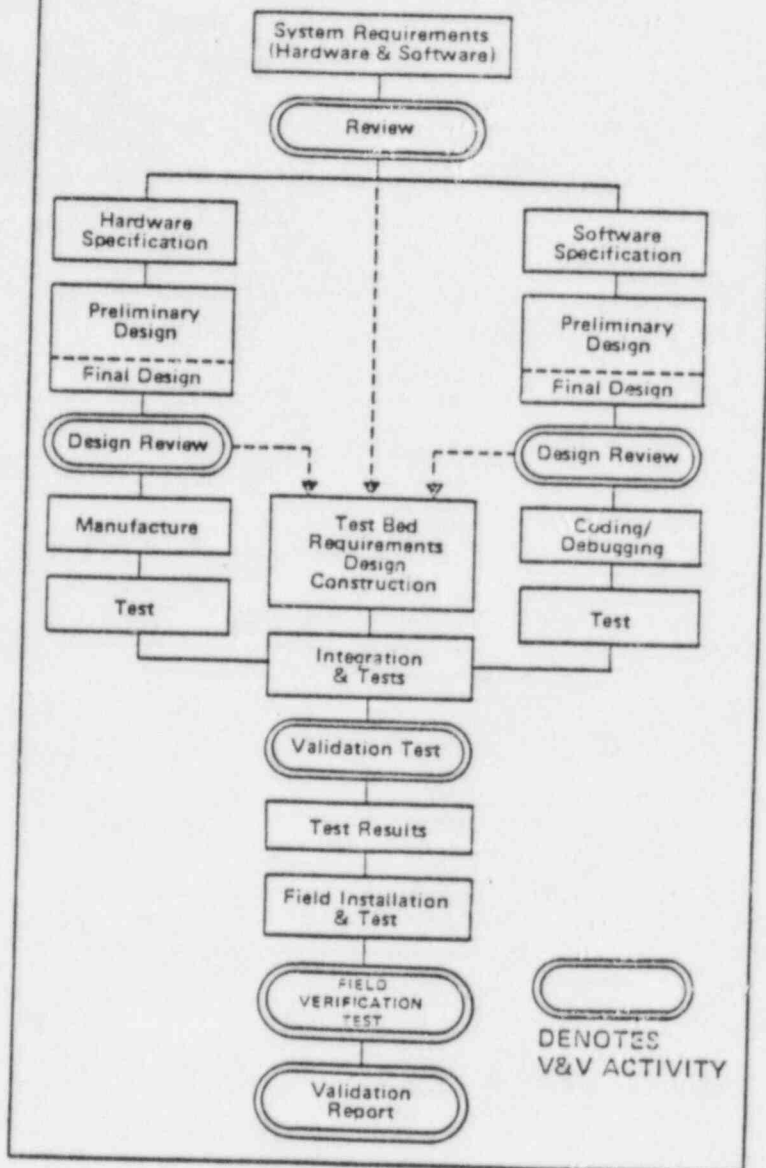 System Requirements
(Hardware & Software)
Review
Hardware
Specification
Software
Specification
Preliminary
Design
Final Design
Preliminary
Design
Final Design
Design Review
Design Review
Manufacture
Test Bed
Requirements
Design
Construction
Coding/
Debugging
Test
Test
Integration
& Tests
Validation Test
Test Results
Field Installation
& Test
FIELD
VERIFICATION
TEST
DENOTES
V&V ACTIVITY
Validation
Report